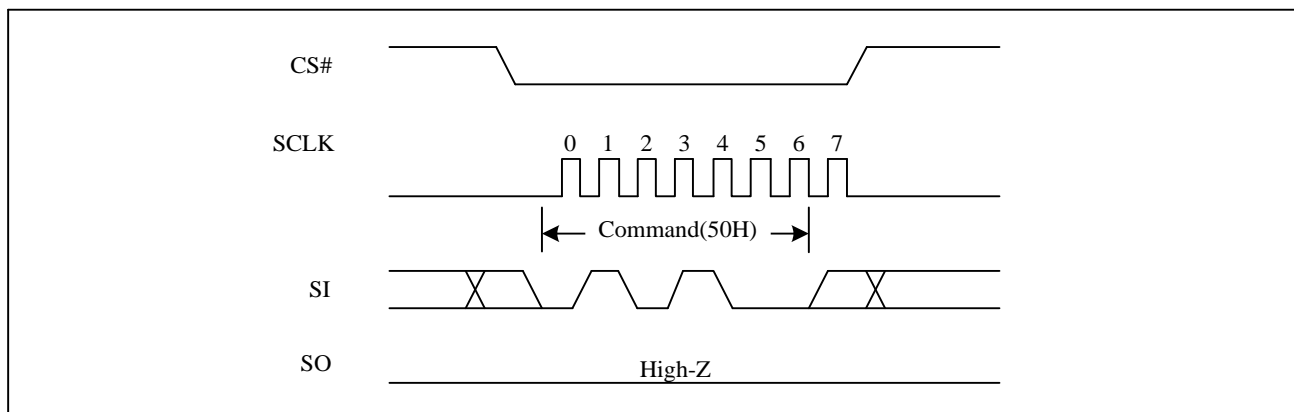 CS#
SCLK
0 1 2 3 4 5 6 7
Command(50H)
SI
SO
High-Z